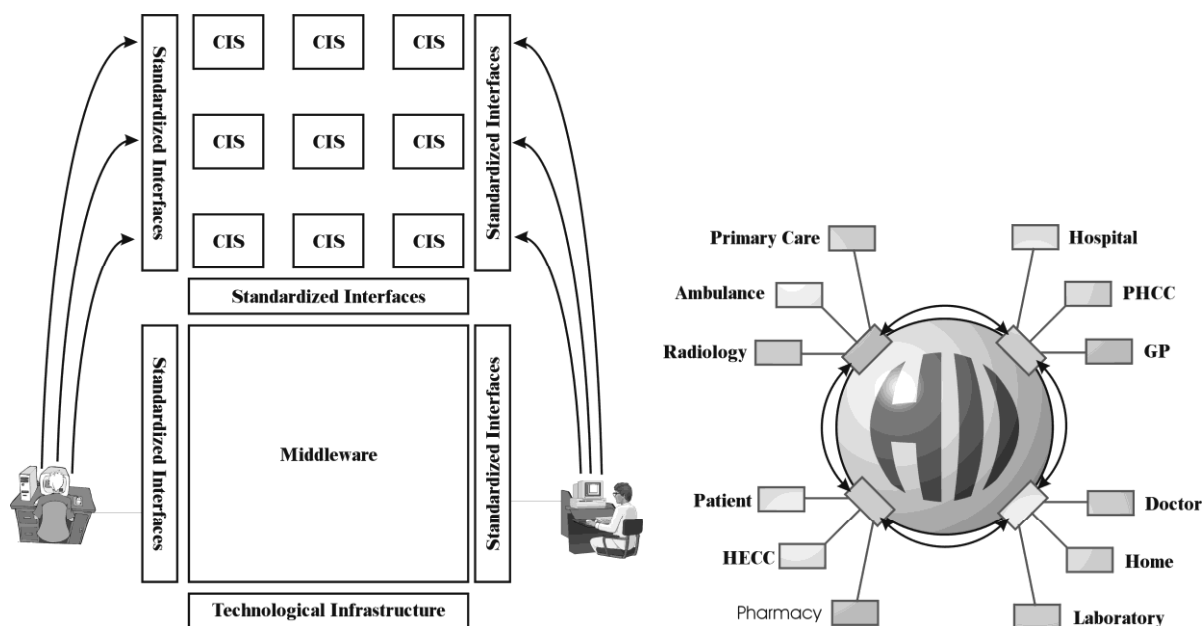 Standardized Interfaces
CIS CIS CIS
Standardized Interfaces
CIS CIS CIS
CIS CIS CIS
Standardized Interfaces
Standardized Interfaces
Middleware
Standardized Interfaces
Technological Infrastructure
Primary Care
Hospital
Ambulance
PHCC
Radiology
GP
Patient
Doctor
HECC
Home
Pharmacy
Laboratory